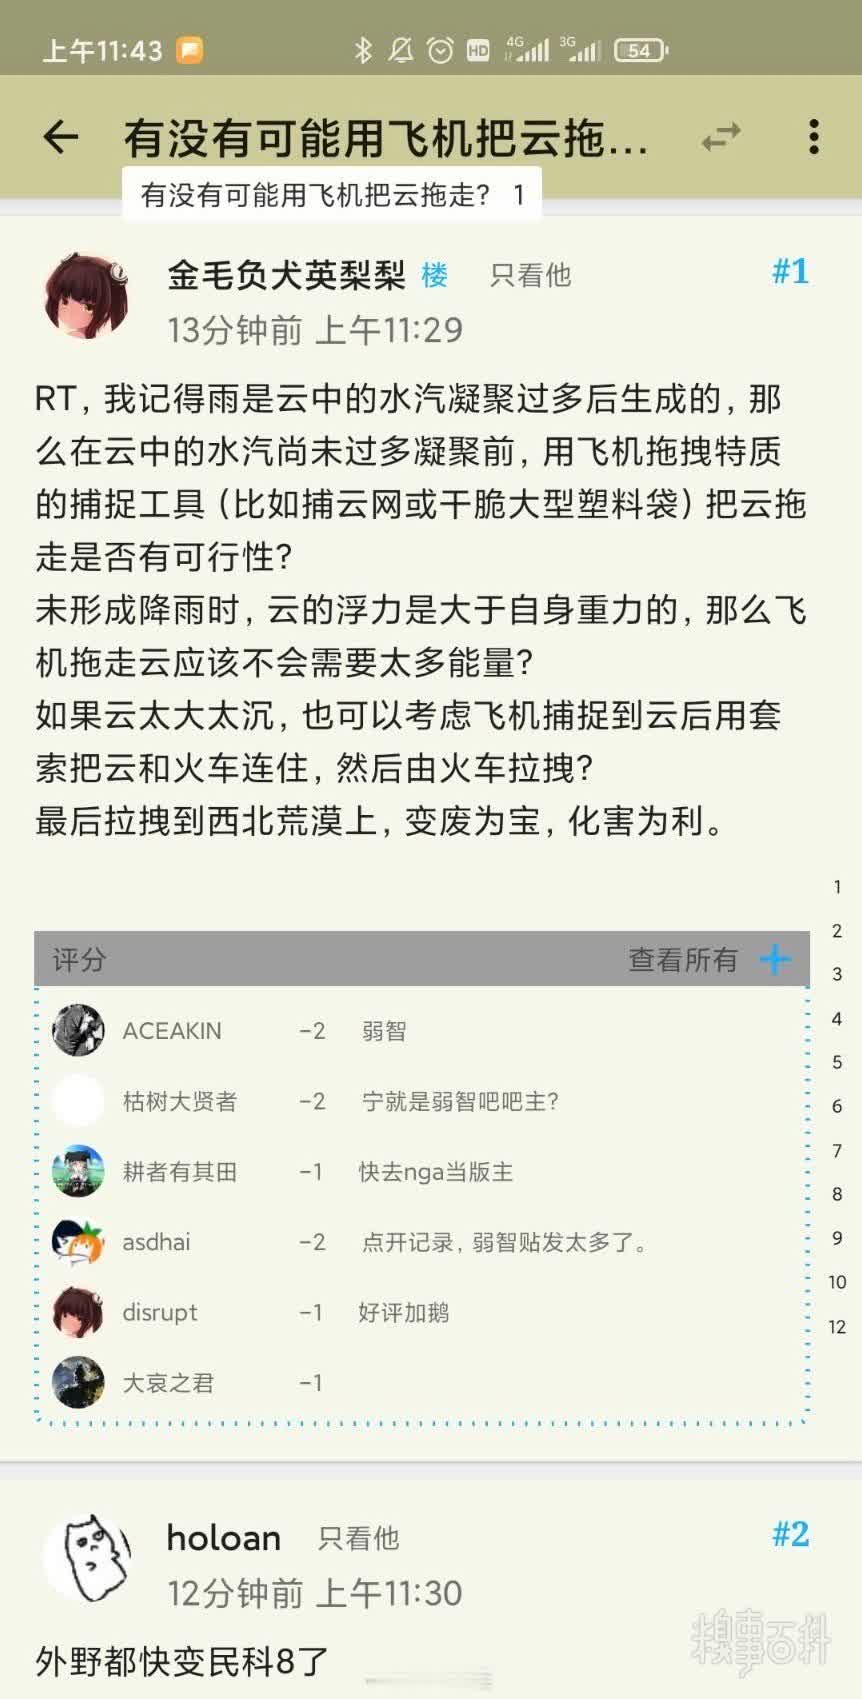 上午11:43
HD 4G 3G 54
有没有可能用飞机把云拖...
有没有可能用飞机把云拖走? 1
金毛负犬英梨梨 楼 只看他 #1
13分钟前 上午11:29
RT, 我记得雨是云中的水汽凝聚过多后生成的, 那
么在云中的水汽尚未过多凝聚前, 用飞机拖拽特质
的捕捉工具 (比如捕云网或干脆大型塑料袋) 把云拖
走是否有可行性?
未形成降雨时, 云的浮力是大于自身重力的, 那么飞
机拖走云应该不会需要太多能量?
如果云太大太沉, 也可以考虑飞机捕捉到云后用套
索把云和火车连住, 然后由火车拉拽?
最后拉拽到西北荒漠上, 变废为宝, 化害为利。
评分 查看所有 +
ACEAKIN -2 弱智
枯树大贤者 -2 宁就是弱智吧吧主?
耕者有其田 -1 快去nga当版主
asdhai -2 点开记录, 弱智贴发太多了。
disrupt -1 好评加鹅
大哀之君 -1
1
2
3
4
5
6
7
8
9
10
12
holoan 只看他 #2
12分钟前 上午11:30
外野都快变民科8了
糗事百科